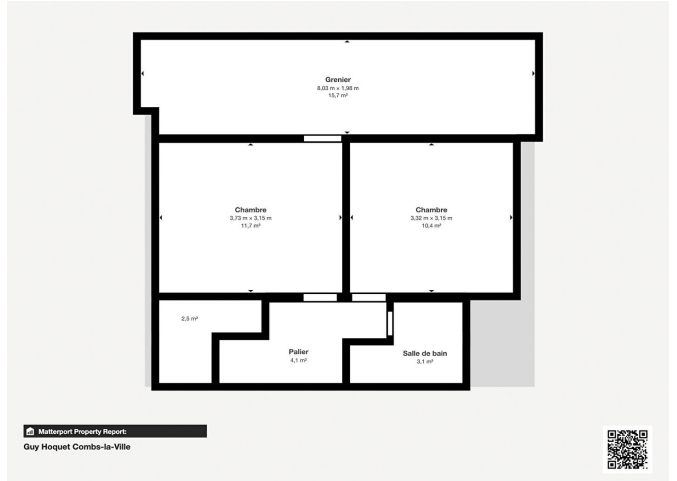 Grenier
8,03 m × 1,98 m
15,7 m²
Chambre
3,73 m × 3,15 m
11,7 m²
Chambre
3,32 m × 3,15 m
10,4 m²
2,5 m²
Palier
4,1 m²
Salle de bain
3,1 m²
Matterport Property Report:
Guy Hoquet Combs-la-Ville